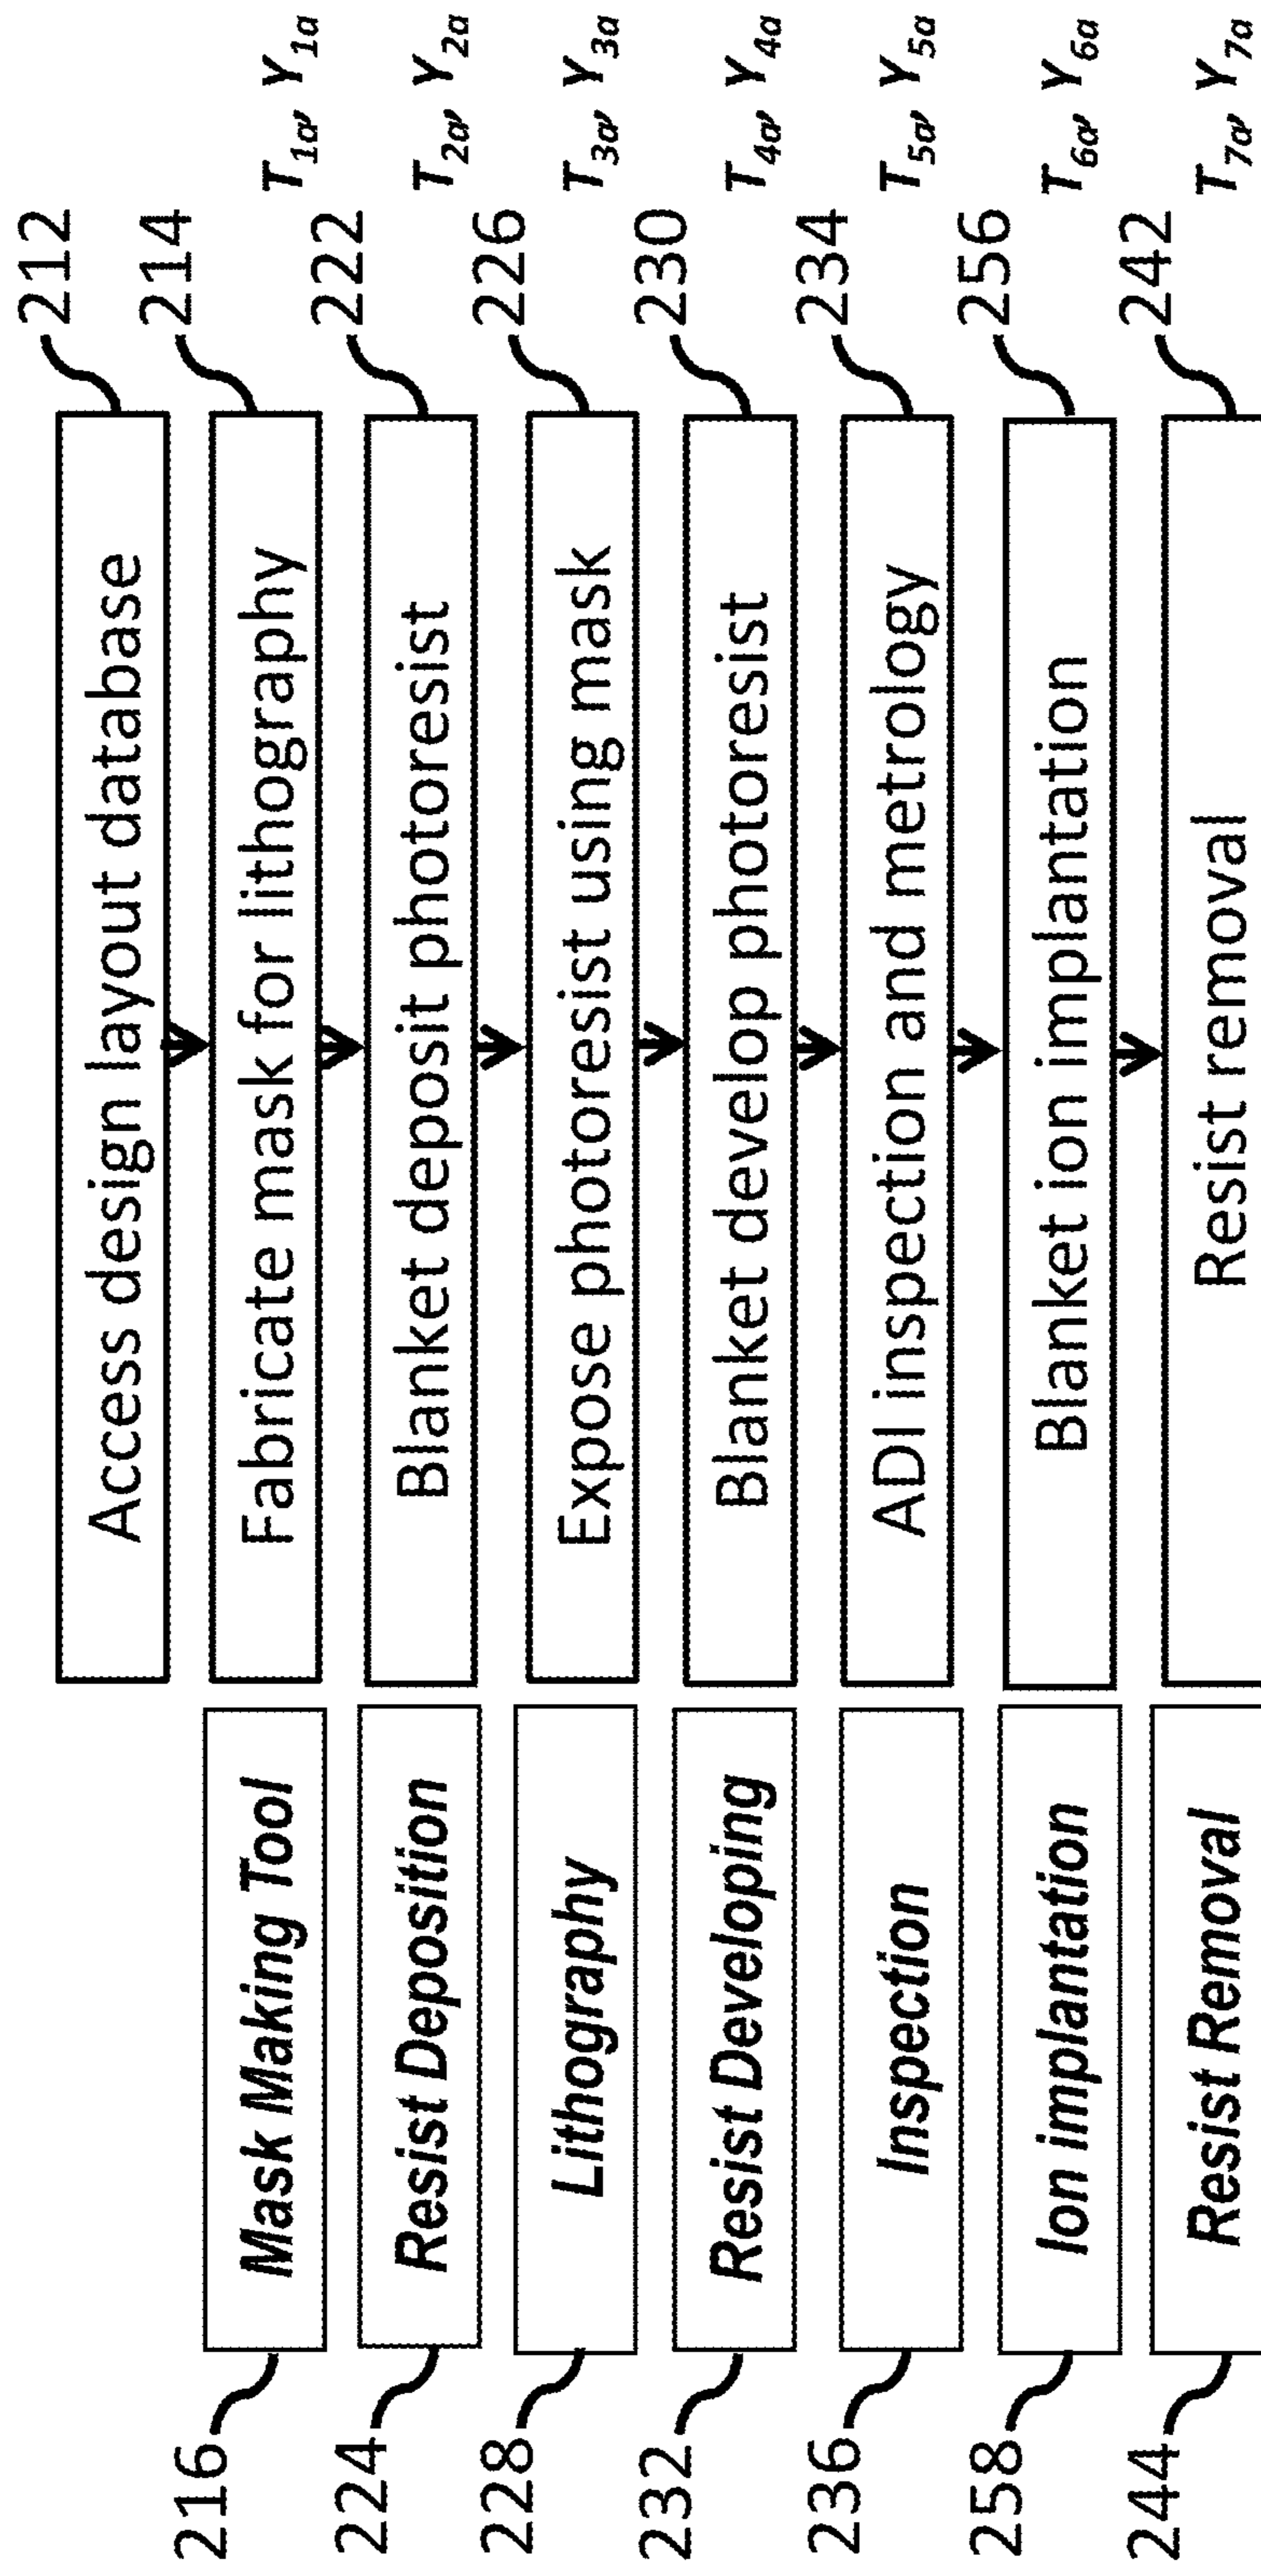 Access design layout database 212
216 Mask Making Tool Fabricate mask for lithography 214 T1a, Y1a
224 Resist Deposition Blanket deposit photoresist 222 T2a, Y2a
228 Lithography Expose photoresist using mask 226 T3a, Y3a
232 Resist Developing Blanket develop photoresist 230 T4a, Y4a
236 Inspection ADI inspection and metrology 234 T5a, Y5a
258 Ion implantation Blanket ion implantation 256 T6a, Y6a
244 Resist Removal Resist removal 242 T7a, Y7a